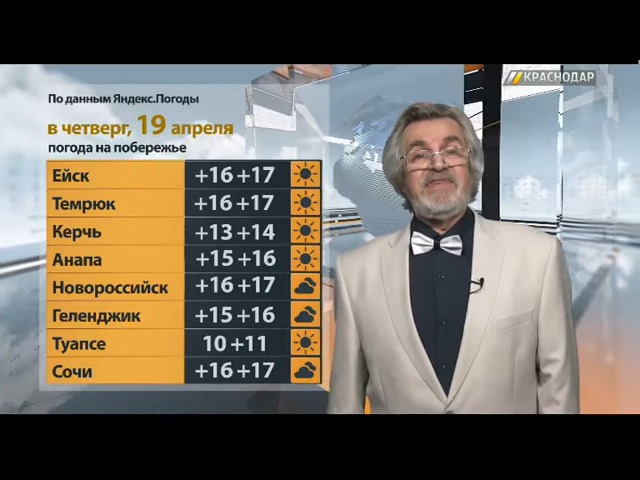 КРАСНОДАР
По данным Яндекс.Погоды
в четверг, 19 апреля
погода на побережье
Ейск +16 +17
Темрюк +16 +17
Керчь +13 +14
Анапа +15 +16
Новороссийск +16 +17
Геленджик +15 +16
Туапсе 10 +11
Сочи +16 +17